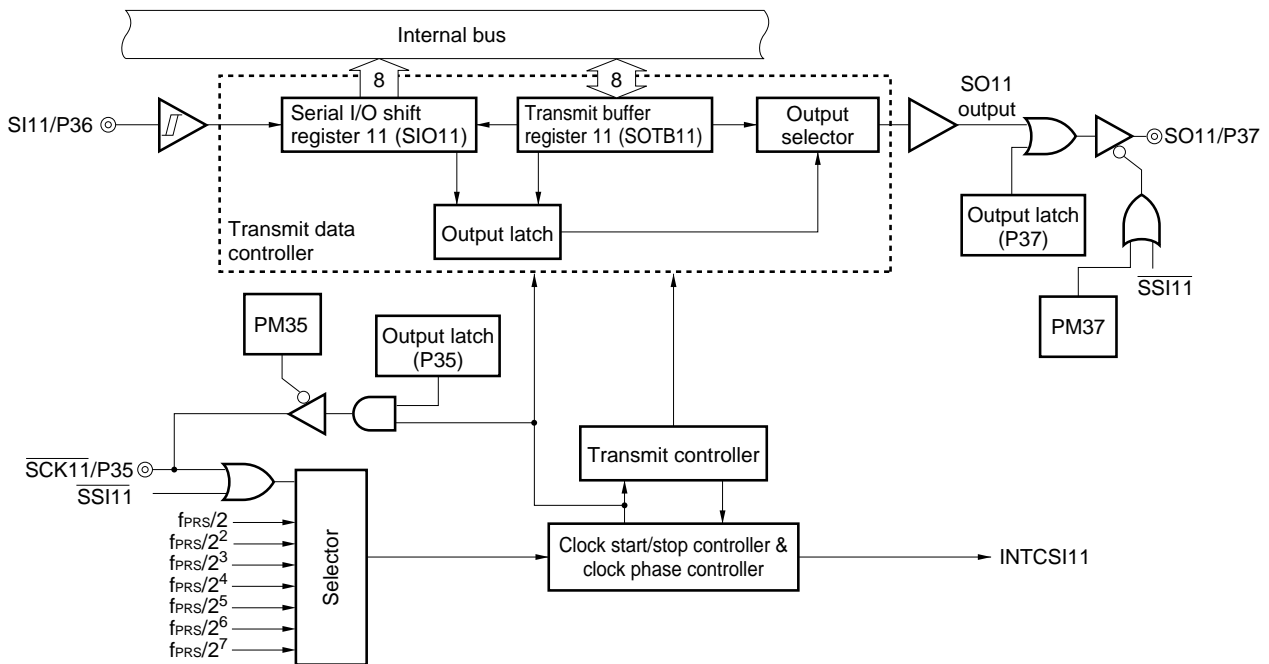 Internal bus
8
8
SI11/P36
Serial I/O shift
register 11 (SIO11)
Transmit buffer
register 11 (SOTB11)
Output
selector
SO11
output
SO11/P37
Transmit data
controller
Output latch
Output latch
(P37)
SSI11
PM37
PM35
Output latch
(P35)
Transmit controller
SCK11/P35
SSI11
fPRS/2
fPRS/2²
fPRS/2³
fPRS/2⁴
fPRS/2⁵
fPRS/2⁶
fPRS/2⁷
Selector
Clock start/stop controller &
clock phase controller
INTCSI11